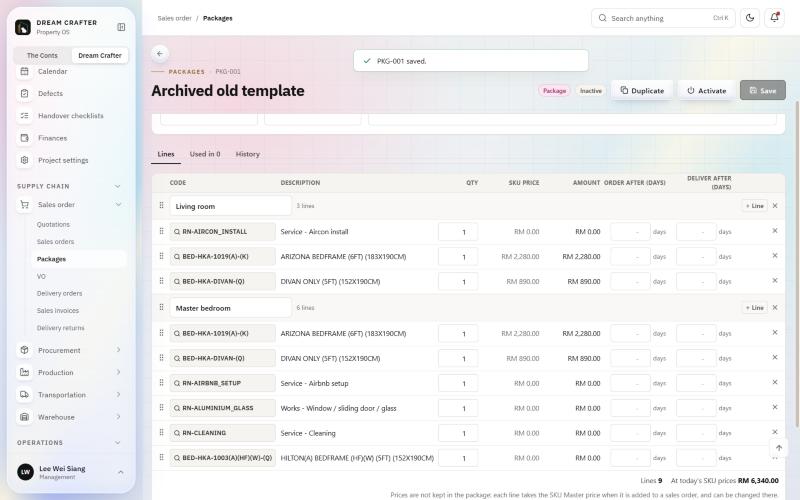 DREAM CRAFTER
Property OS
The Conts
Dream Crafter
Calendar
Defects
Handover checklists
Finances
Project settings
SUPPLY CHAIN
Sales order
Quotations
Sales orders
Packages
VO
Delivery orders
Sales invoices
Delivery returns
Procurement
Production
Transportation
Warehouse
OPERATIONS
LW
Lee Wei Siang
Management
Sales order / Packages
Search anything
Ctrl K
PKG-001 saved.
PACKAGES · PKG-001
Archived old template
Package
Inactive
Duplicate
Activate
Save
Lines
Used in 0
History
CODE DESCRIPTION QTY SKU PRICE AMOUNT ORDER AFTER (DAYS) DELIVER AFTER (DAYS)
Living room 3 lines + Line ×
RN-AIRCON_INSTALL Service - Aircon install 1 RM 0.00 RM 0.00 - days - days ×
BED-HKA-1019(A)-(K) ARIZONA BEDFRAME (6FT) (183X190CM) 1 RM 2,280.00 RM 2,280.00 - days - days ×
BED-HKA-DIVAN-(Q) DIVAN ONLY (5FT) (152X190CM) 1 RM 890.00 RM 890.00 - days - days ×
Master bedroom 6 lines + Line ×
BED-HKA-1019(A)-(K) ARIZONA BEDFRAME (6FT) (183X190CM) 1 RM 2,280.00 RM 2,280.00 - days - days ×
BED-HKA-DIVAN-(Q) DIVAN ONLY (5FT) (152X190CM) 1 RM 890.00 RM 890.00 - days - days ×
RN-AIRBNB_SETUP Service - Airbnb setup 1 RM 0.00 RM 0.00 - days - days ×
RN-ALUMINIUM_GLASS Works - Window / sliding door / glass 1 RM 0.00 RM 0.00 - days - days ×
RN-CLEANING Service - Cleaning 1 RM 0.00 RM 0.00 - days - days ×
BED-HKA-1003(A)(HF)(W)-(Q) HILTON(A) BEDFRAME (HF)(W) (5FT) (152X190CM) 1 RM 0.00 RM 0.00 - days - days
Lines 9 At today's SKU prices RM 6,340.00
Prices are not kept in the package: each line takes the SKU Master price when it is added to a sales order, and can be changed there.